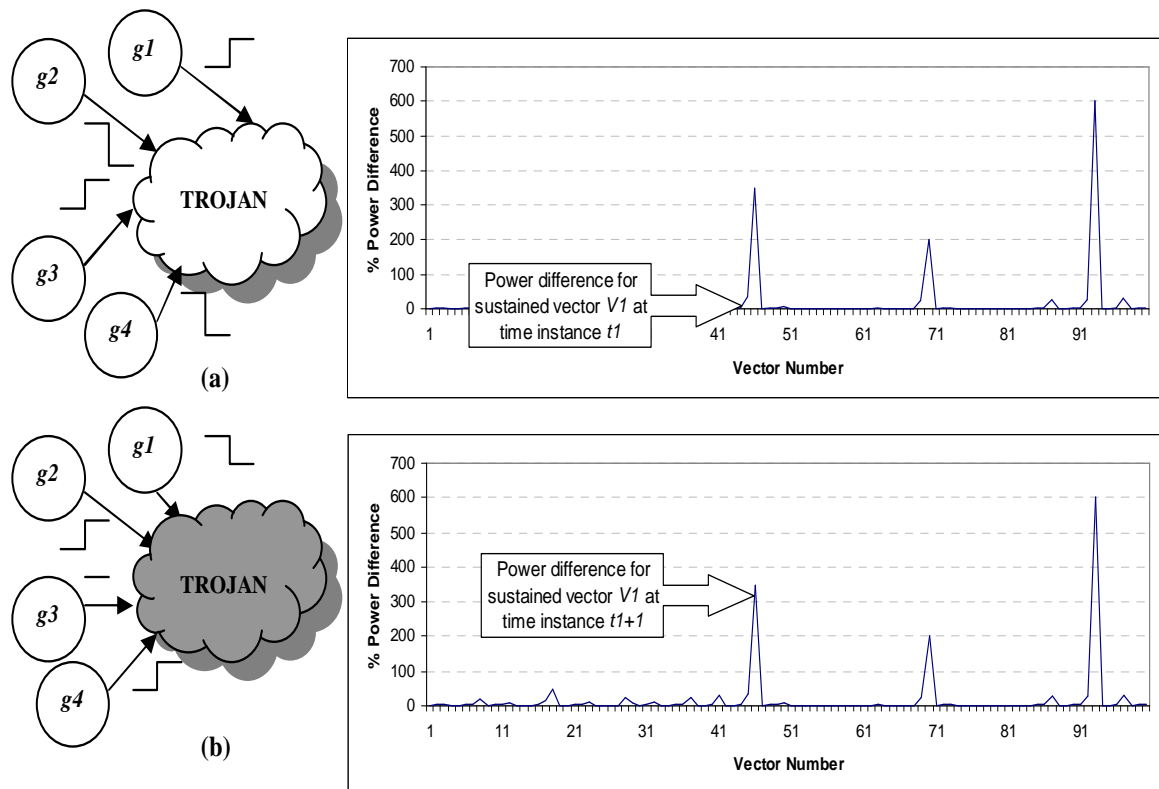 g1
g2
TROJAN
g3
g4
(a)
% Power Difference
700
600
500
400
300
200
100
0
Power difference for
sustained vector V1 at
time instance t1
1
41
51
61
71
81
91
Vector Number
g1
g2
TROJAN
g3
g4
(b)
% Power Difference
700
600
500
400
300
200
100
0
Power difference for
sustained vector V1 at
time instance t1+1
1
11
21
31
41
51
61
71
81
91
Vector Number